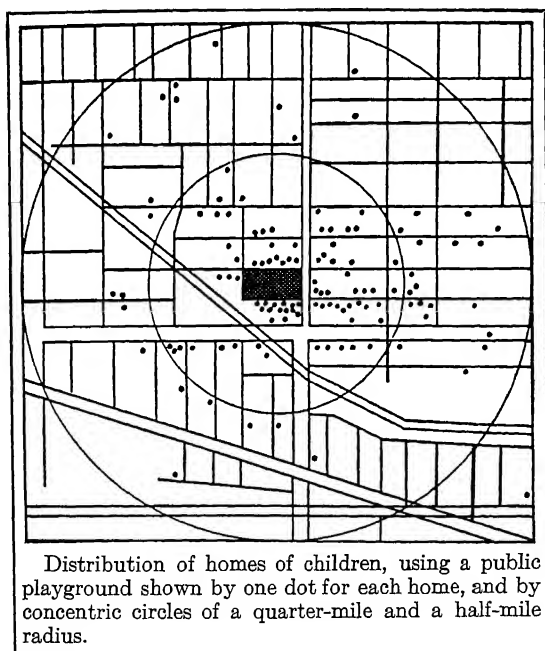 Distribution of homes of children, using a public
playground shown by one dot for each home, and by
concentric circles of a quarter-mile and a half-mile
radius.